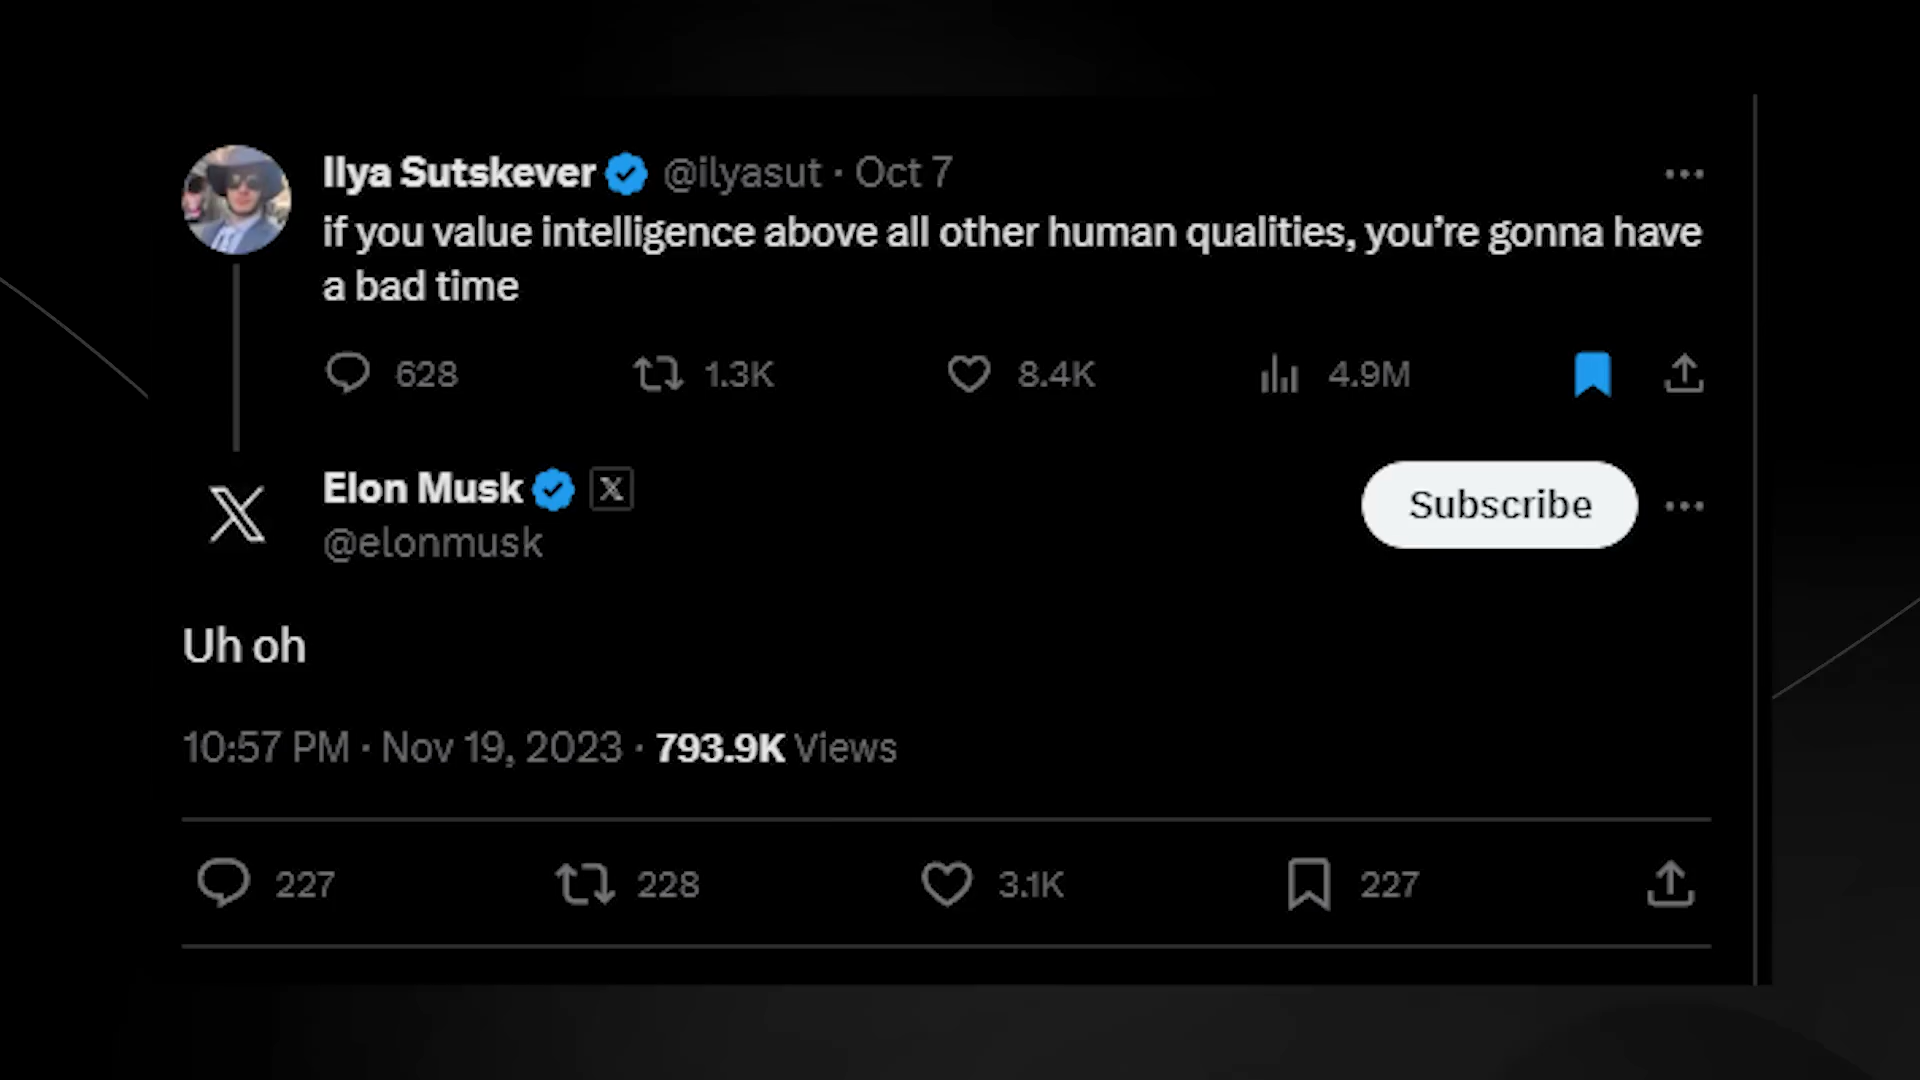 Ilya Sutskever @ilyasut · Oct 7
if you value intelligence above all other human qualities, you’re gonna have
a bad time
628 1.3K 8.4K 4.9M
Elon Musk
@elonmusk
Subscribe
Uh oh
10:57 PM · Nov 19, 2023 · 793.9K Views
227 228 3.1K 227